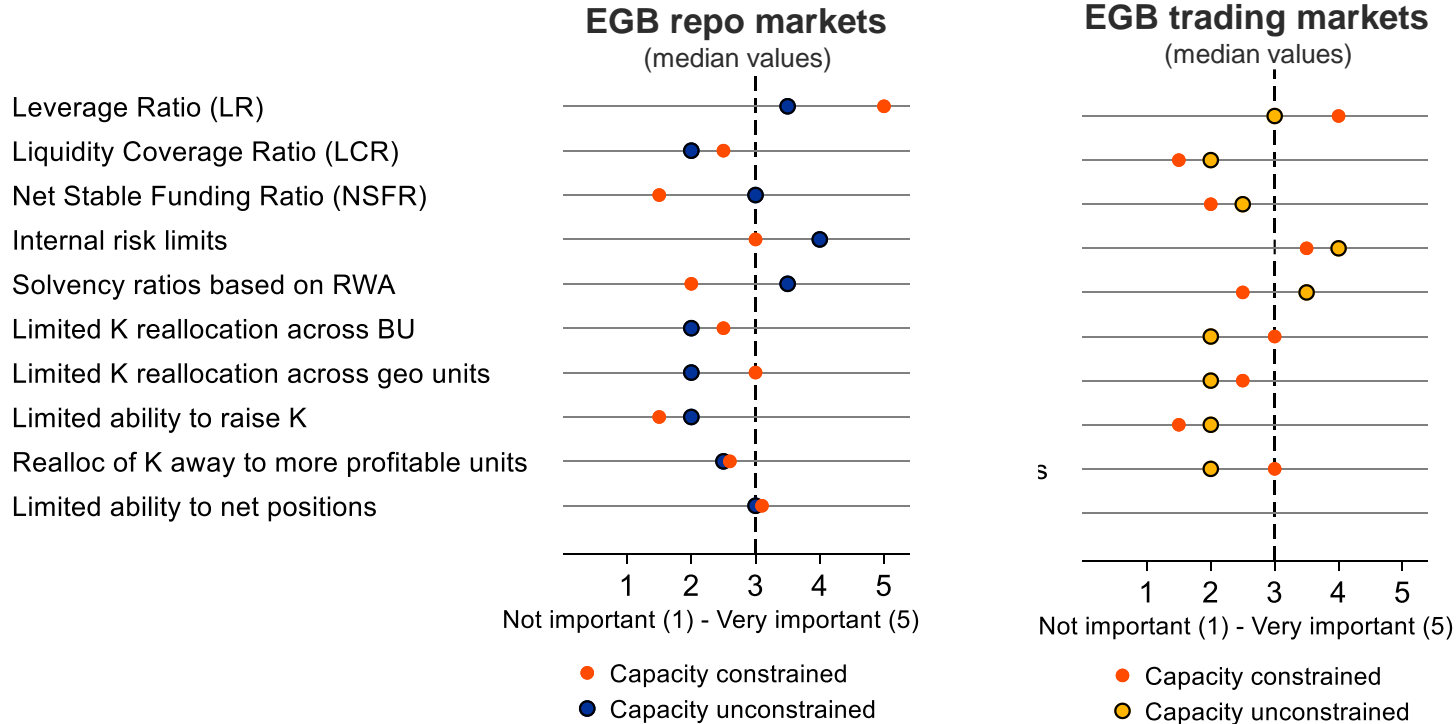 EGB repo markets
(median values)
Leverage Ratio (LR)
Liquidity Coverage Ratio (LCR)
Net Stable Funding Ratio (NSFR)
Internal risk limits
Solvency ratios based on RWA
Limited K reallocation across BU
Limited K reallocation across geo units
Limited ability to raise K
Realloc of K away to more profitable units
Limited ability to net positions
1 2 3 4 5
Not important (1) - Very important (5)
Capacity constrained
Capacity unconstrained
EGB trading markets
(median values)
s
1 2 3 4 5
Not important (1) - Very important (5)
Capacity constrained
Capacity unconstrained